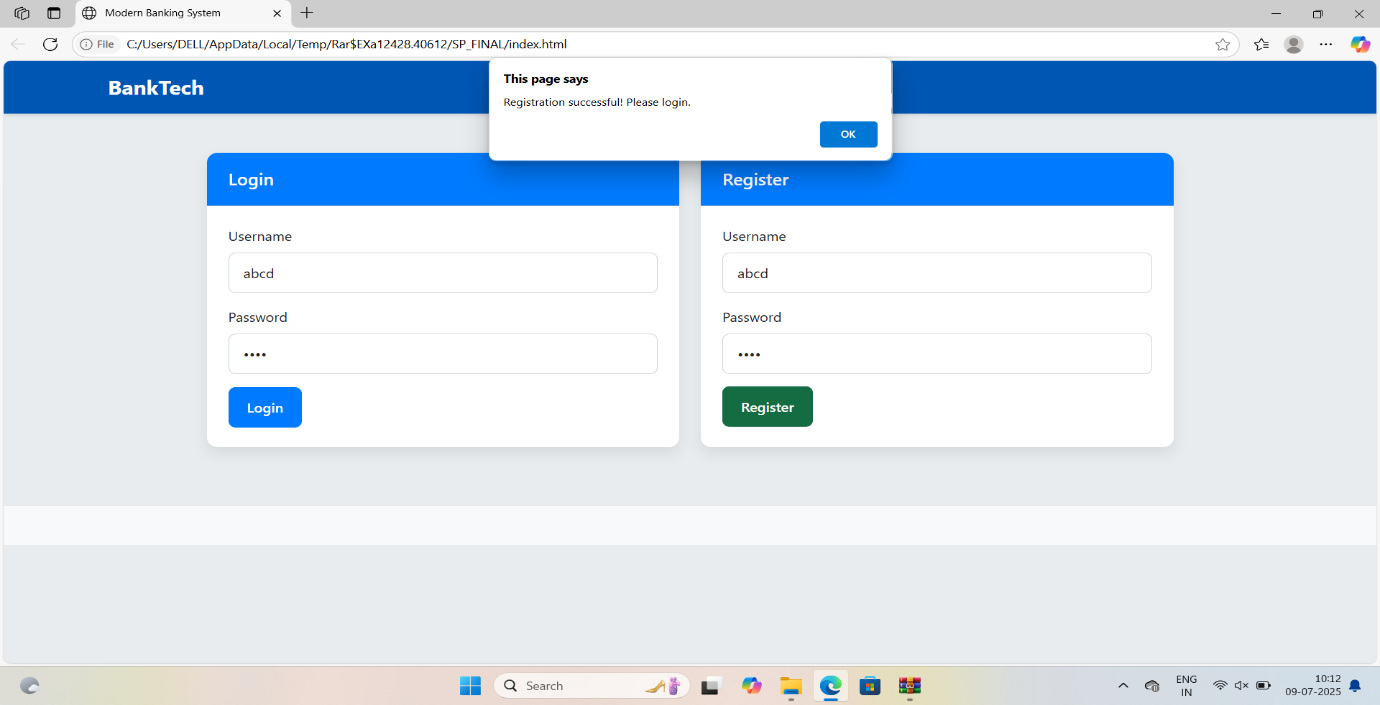 Modern Banking System
File
C:/Users/DELL/AppData/Local/Temp/Rar$EXa12428.40612/SP_FINAL/index.html
BankTech
This page says
Registration successful! Please login.
OK
Login
Username
abcd
Password
••••
Login
Register
Username
abcd
Password
••••
Register
Search
ENG
IN
10:12
09-07-2025